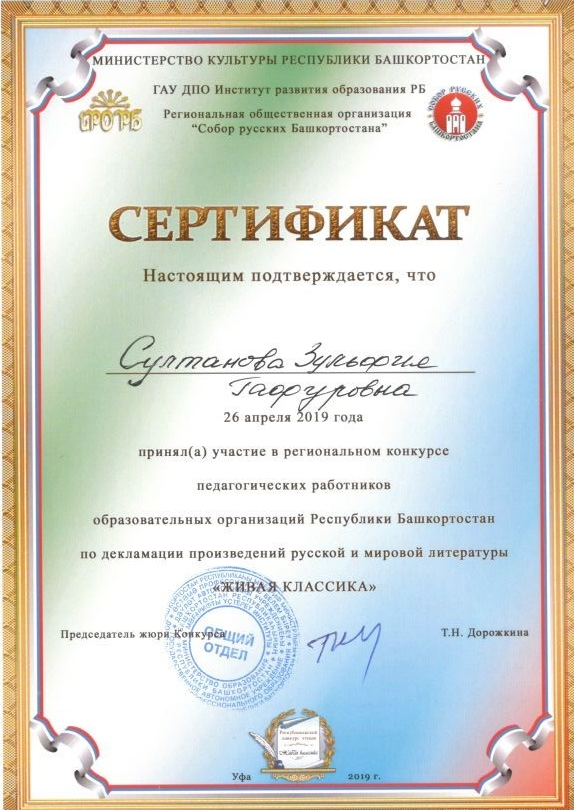 МИНИСТЕРСТВО КУЛЬТУРЫ РЕСПУБЛИКИ БАШКОРТОСТАН
ГАУ ДПО Институт развития образования РБ
Региональная общественная организация
“Собор русских Башкортостана”
ИРО РБ
СОБОР РУССКИХ
БАШКОРТОСТАНА
СЕРТИФИКАТ
Настоящим подтверждается, что
Султанова Зульфия
Гафуровна
26 апреля 2019 года
принял(а) участие в региональном конкурсе
педагогических работников
образовательных организаций Республики Башкортостан
по декламации произведений русской и мировой литературы
«ЖИВАЯ КЛАССИКА»
Председатель жюри Конкурса
Т.Н. Дорожкина
ОБЩИЙ
ОТДЕЛ
Республиканский
конкурс чтецов
Живая классика
Уфа
2019 г.